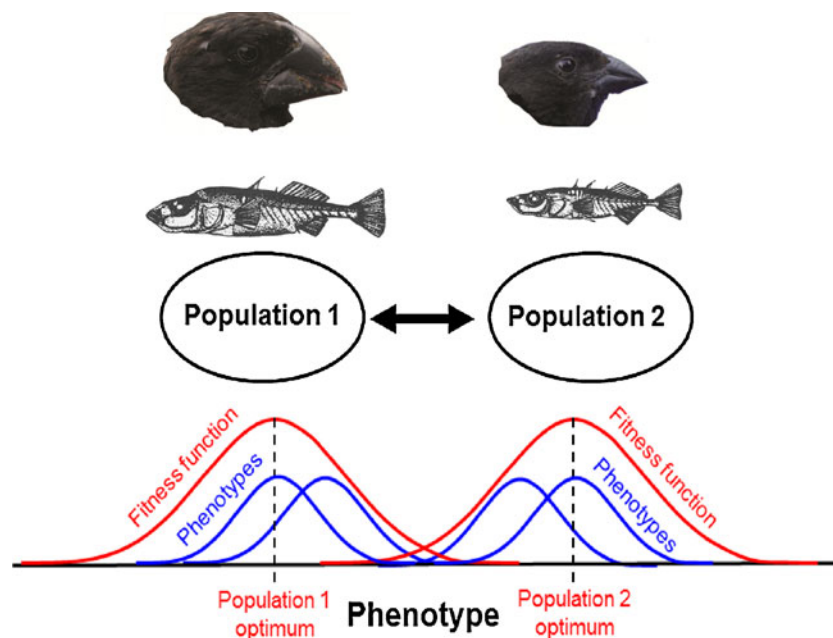 Population 1
Population 2
Fitness function
Phenotypes
Fitness function
Phenotypes
Population 1
optimum
Phenotype
Population 2
optimum